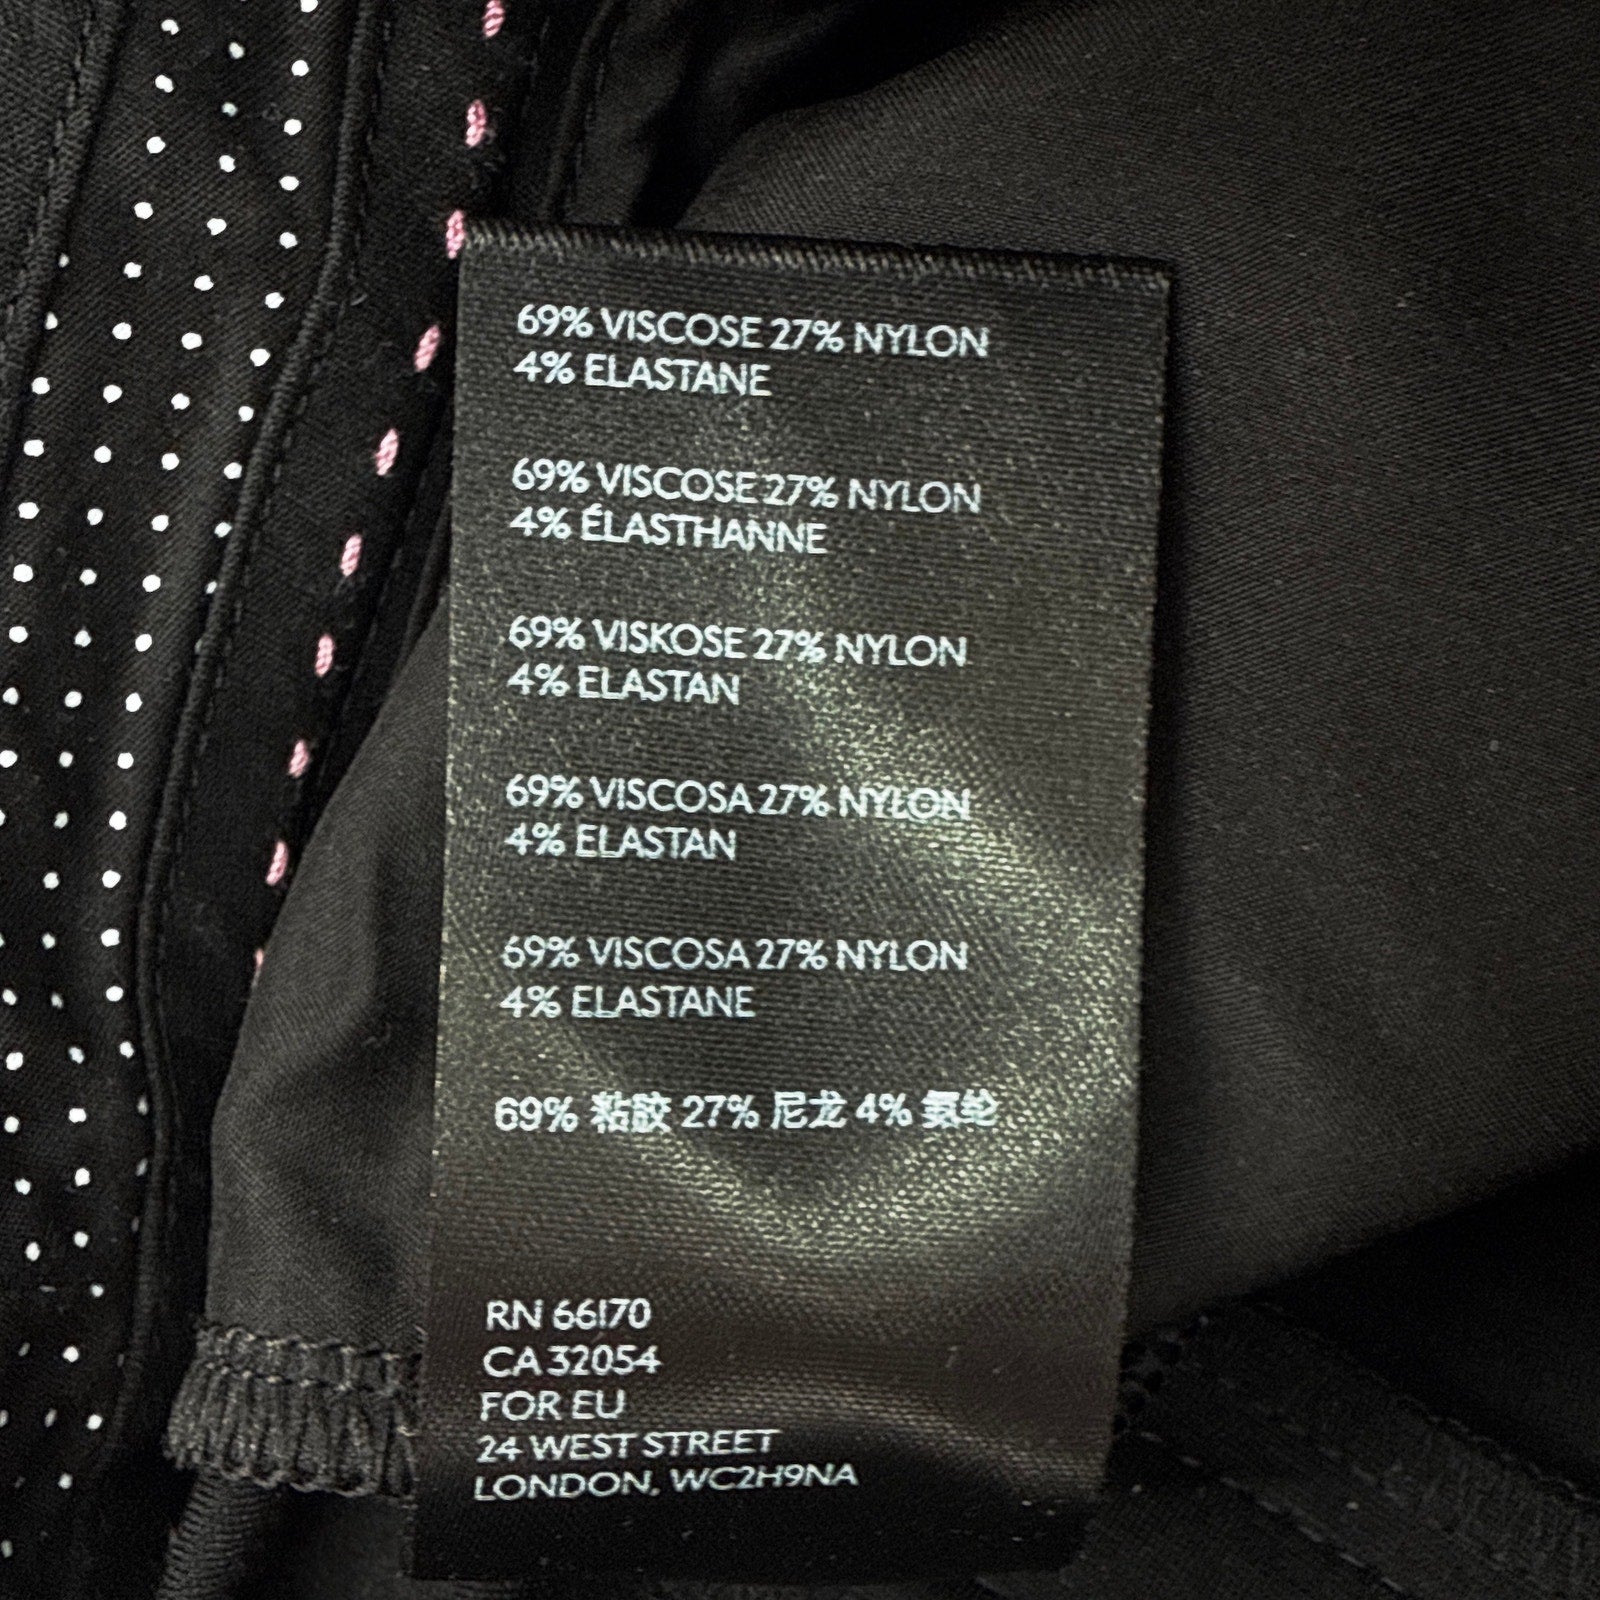 69% VISCOSE 27% NYLON
4% ELASTANE
69% VISCOSE 27% NYLON
4% ÉLASTHANNE
69% VISKOSE 27% NYLON
4% ELASTAN
69% VISCOSA 27% NYLON
4% ELASTAN
69% VISCOSA 27% NYLON
4% ELASTANE
69% 粘胶 27% 尼龙 4% 氨纶
RN 66170
CA 32054
FOR EU
24 WEST STREET
LONDON, WC2H9NA